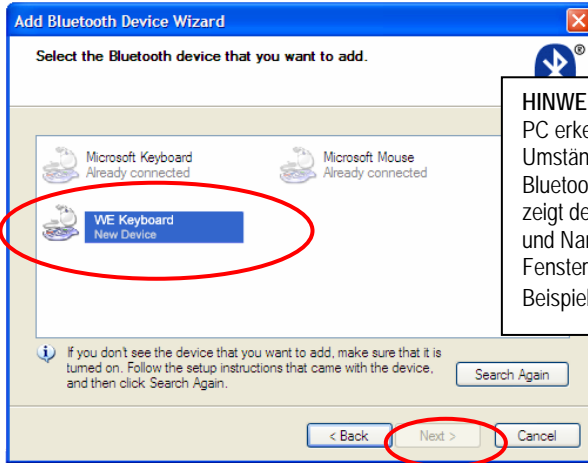 Add Bluetooth Device Wizard
Select the Bluetooth device that you want to add.
®
HINWE
PC erke
Umstän
Bluetoo
zeigt de
und Nar
Fenster
Beispiel
Microsoft Keyboard
Already connected
Microsoft Mouse
Already connected
WE Keyboard
New Device
If you don't see the device that you want to add, make sure that it is
turned on. Follow the setup instructions that came with the device,
and then click Search Again.
Search Again
< Back
Next >
Cancel